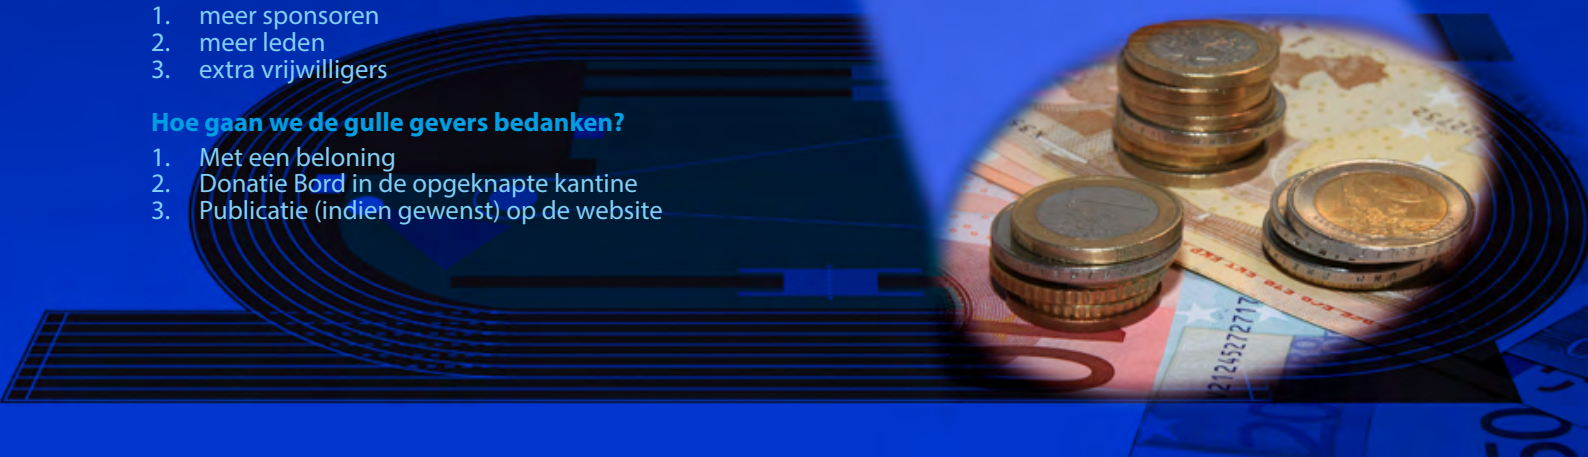 1. meer sponsoren
2. meer leden
3. extra vrijwilligers
Hoe gaan we de gulle gevers bedanken?
1. Met een beloning
2. Donatie Bord in de opgeknapte kantine
3. Publicatie (indien gewenst) op de website